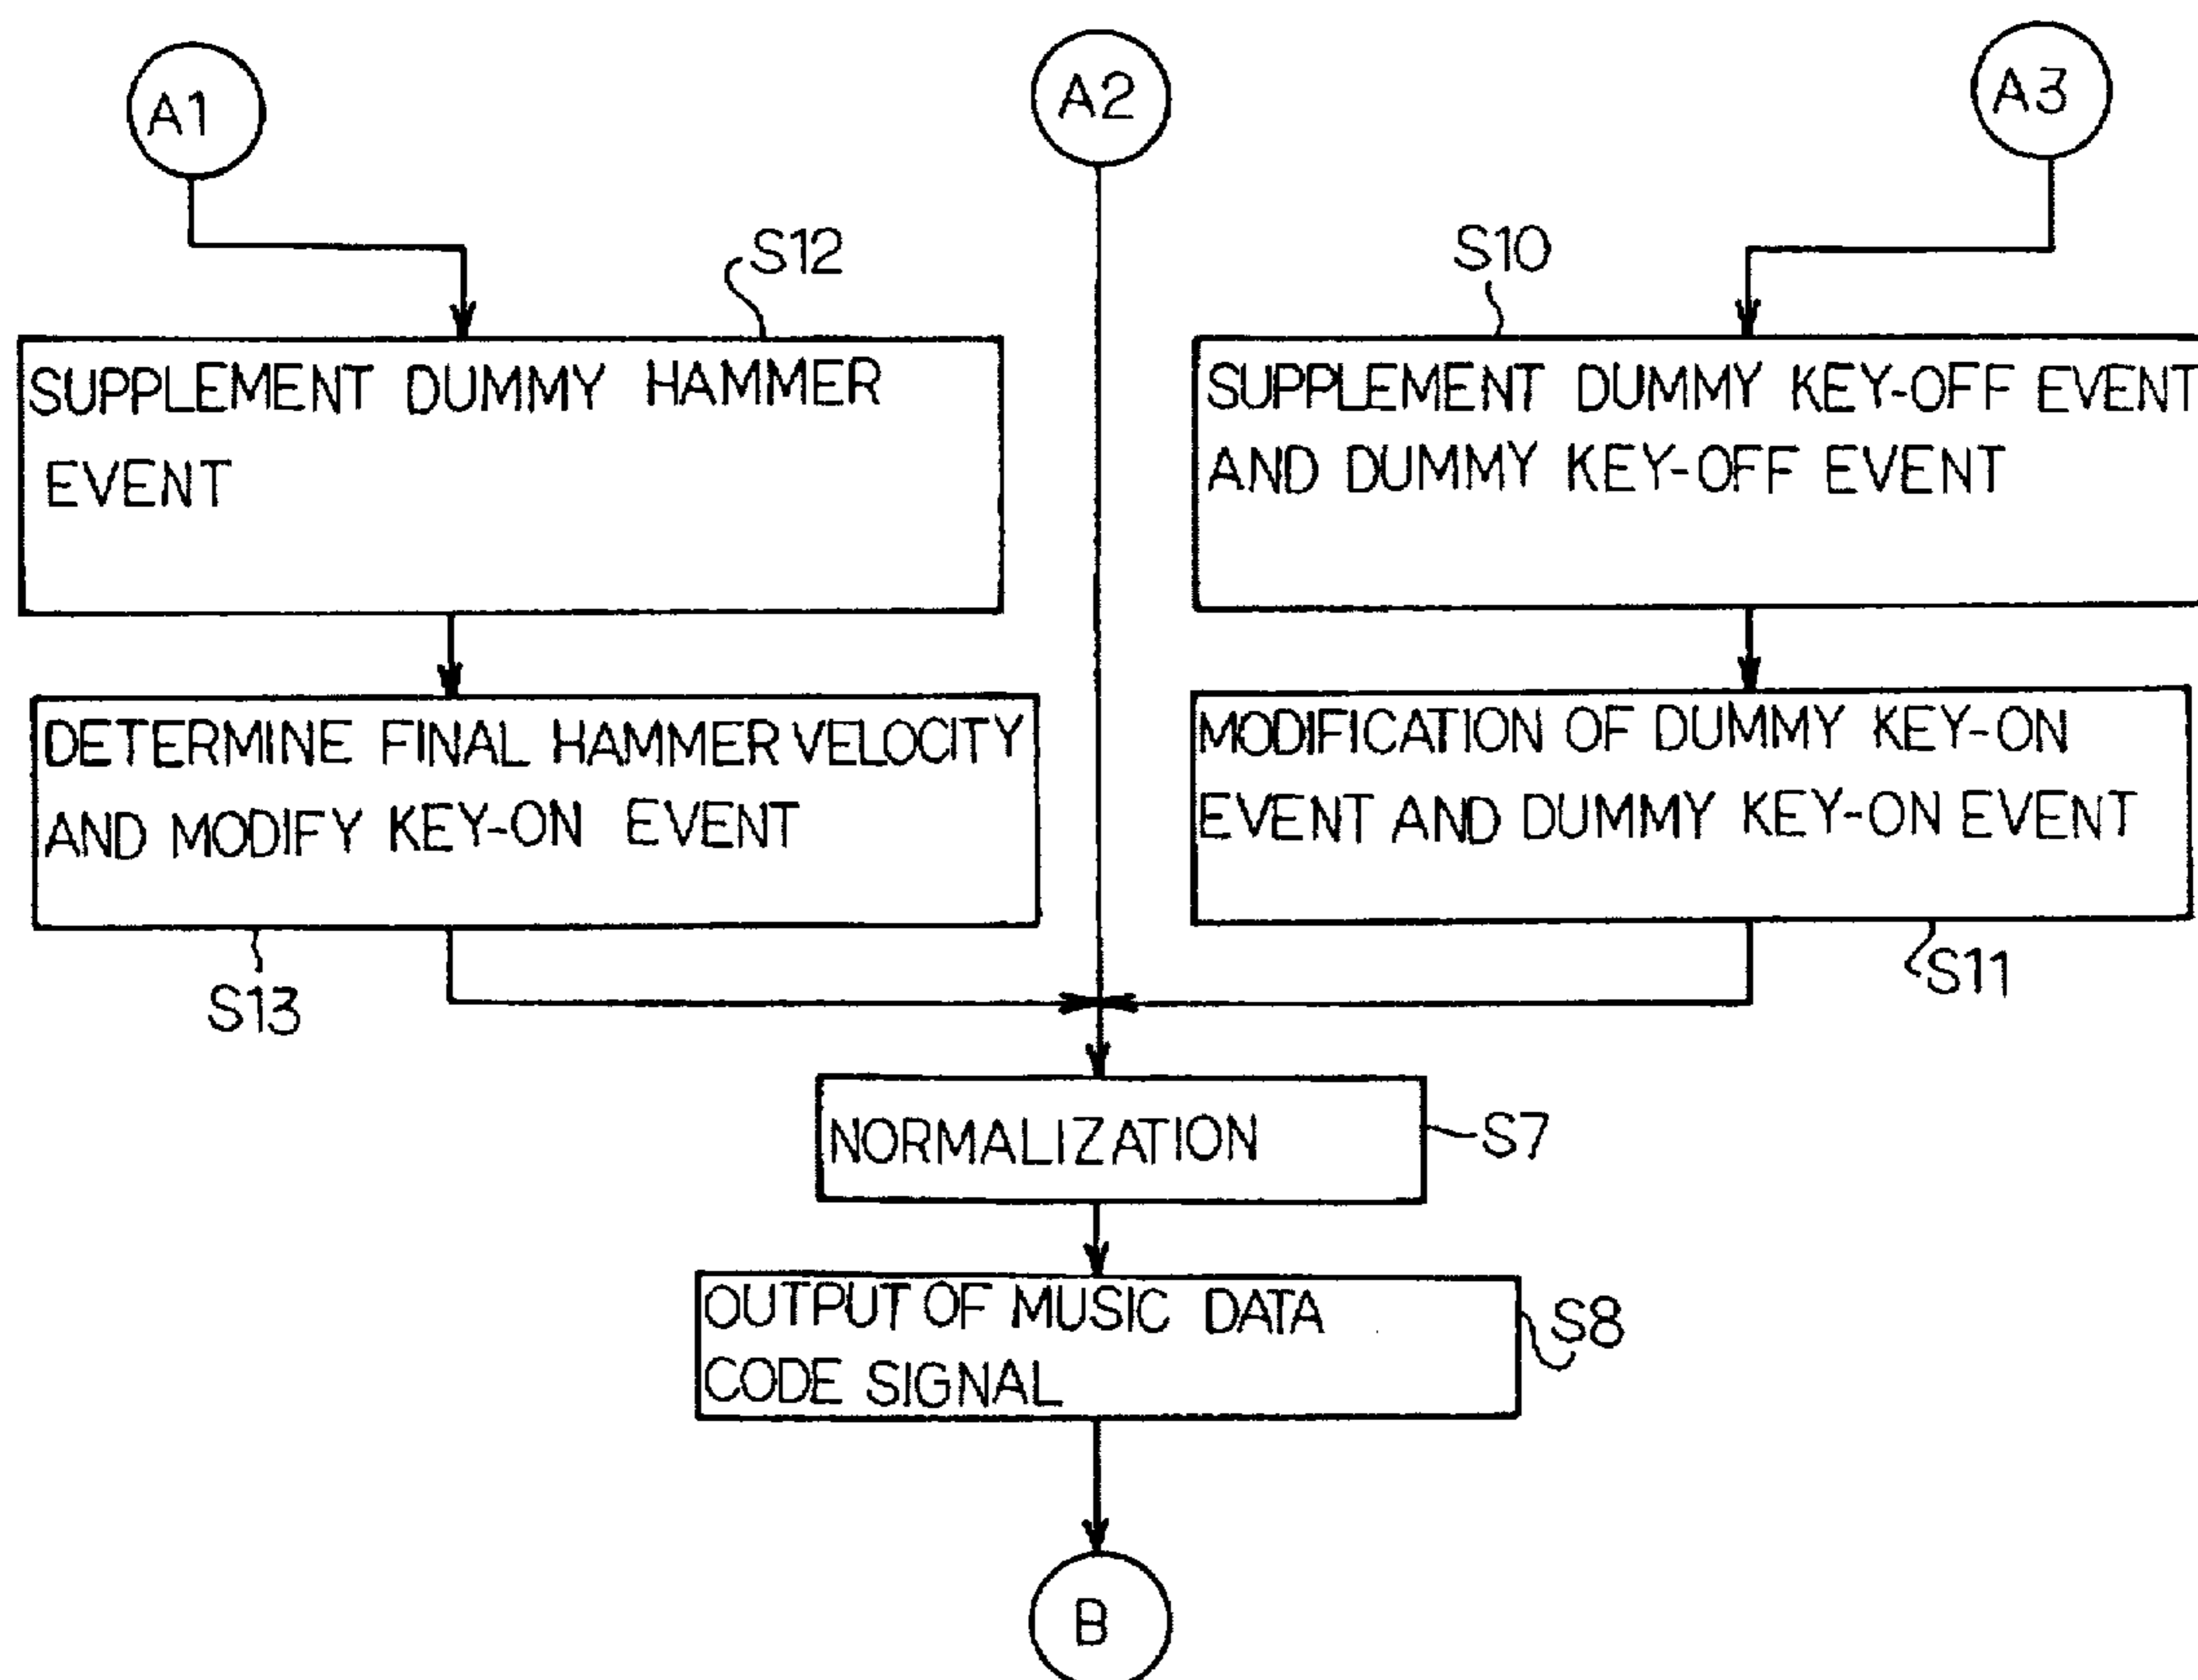 A1
A2
A3
S12
S10
SUPPLEMENT DUMMY HAMMER
EVENT
SUPPLEMENT DUMMY KEY-OFF EVENT
AND DUMMY KEY-OFF EVENT
DETERMINE FINAL HAMMER VELOCITY
AND MODIFY KEY-ON EVENT
MODIFICATION OF DUMMY KEY-ON
EVENT AND DUMMY KEY-ON EVENT
S13
S11
NORMALIZATION
S7
OUTPUT OF MUSIC DATA
CODE SIGNAL
S8
B